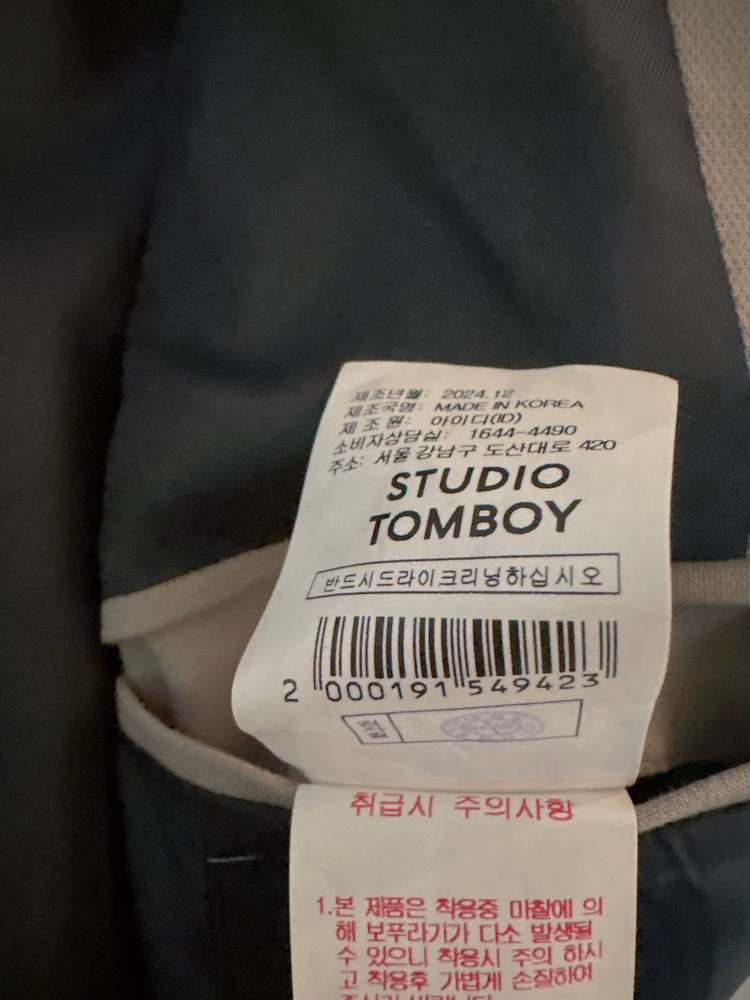 제조년월: 2024.12
제조국명: MADE IN KOREA
제 조 원: 아이디(ID)
소비자상담실: 1644-4490
주소: 서울 강남구 도산대로 420
STUDIO
TOMBOY
반드시드라이크리닝하십시오
2 000191 549423
취급시 주의사항
1.본 제품은 착용중 마찰에 의
해 보푸라기가 다소 발생될
수 있으니 착용시 주의 하시
고 착용후 가볍게 손질하여